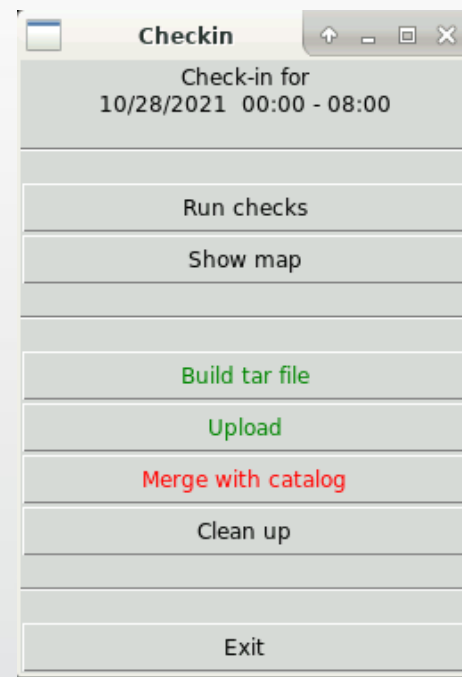 Checkin
Check-in for
10/28/2021 00:00 - 08:00
Run checks
Show map
Build tar file
Upload
Merge with catalog
Clean up
Exit